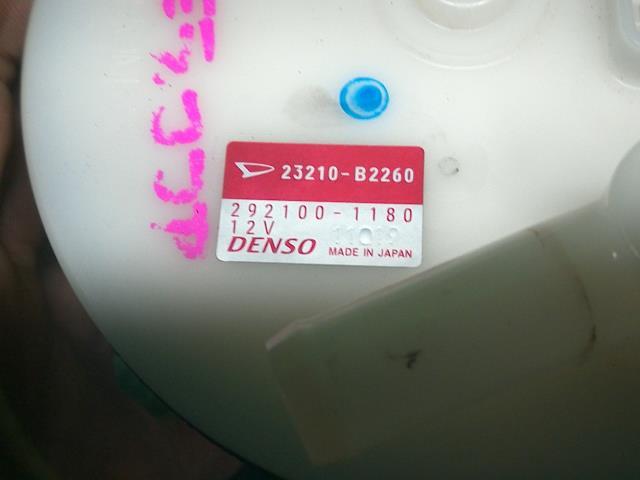 23210-B2260
292100-1180
12V
DENSO
MADE IN JAPAN